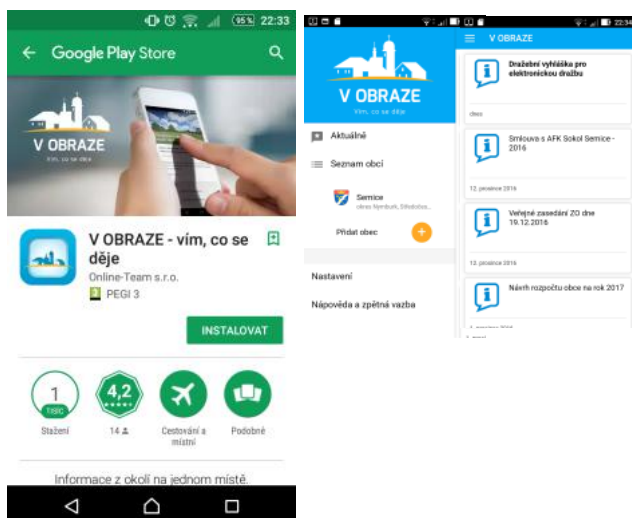 95% 22:33
Google Play Store
V OBRAZE
Vím, co se děje
V OBRAZE - vím, co se
děje
Online-Team s.r.o.
3 PEGI 3
INSTALOVAT
1
TISÍC
Stažení
4,2
14
Cestování a
místní
Podobné
Informace z okolí na jednom místě.
V OBRAZE
Vím, co se děje
Aktuálně
Seznam obcí
Semice
okres Nymburk,
Přidat obec
Nastavení
Nápověda a zpětná vazba
22:34
V OBRAZE
Dražební vyhláška pro
elektronickou dražbu
dnes
Smlouva s AFK Sokol Semice -
2016
12. prosince 2016
Veřejné zasedání ZO dne
19.12.2016
12. prosince 2016
Návrh rozpočtu obce na rok 2017